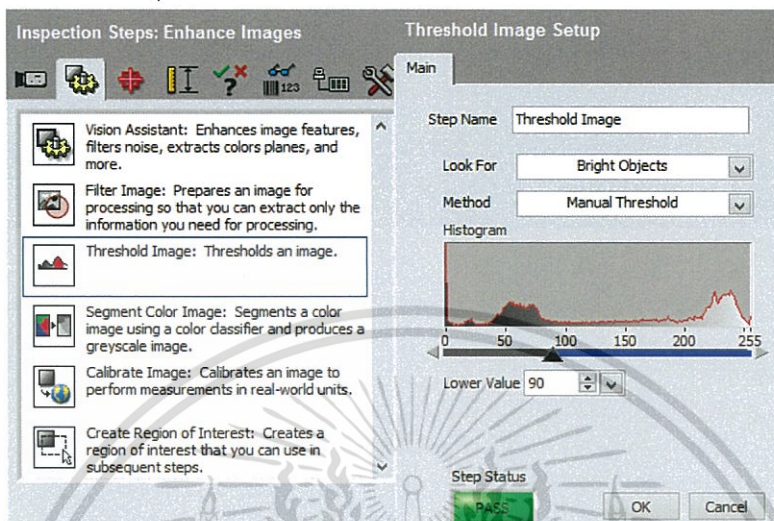 Inspection Steps: Enhance Images
123
Vision Assistant: Enhances image features,
filters noise, extracts colors planes, and
more.
Filter Image: Prepares an image for
processing so that you can extract only the
information you need for processing.
Threshold Image: Thresholds an image.
Segment Color Image: Segments a color
image using a color classifier and produces a
greyscale image.
Calibrate Image: Calibrates an image to
perform measurements in real-world units.
Create Region of Interest: Creates a
region of interest that you can use in
subsequent steps.
Threshold Image Setup
Main
Step Name Threshold Image
Look For Bright Objects
Method Manual Threshold
Histogram
0 50 100 150 200 255
Lower Value 90
Step Status
PASS
OK Cancel